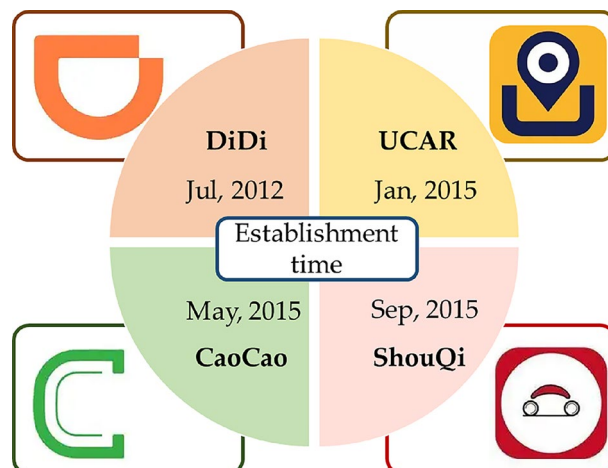 DiDi
Jul, 2012
UCAR
Jan, 2015
Establishment
time
May, 2015
CaoCao
Sep, 2015
ShouQi